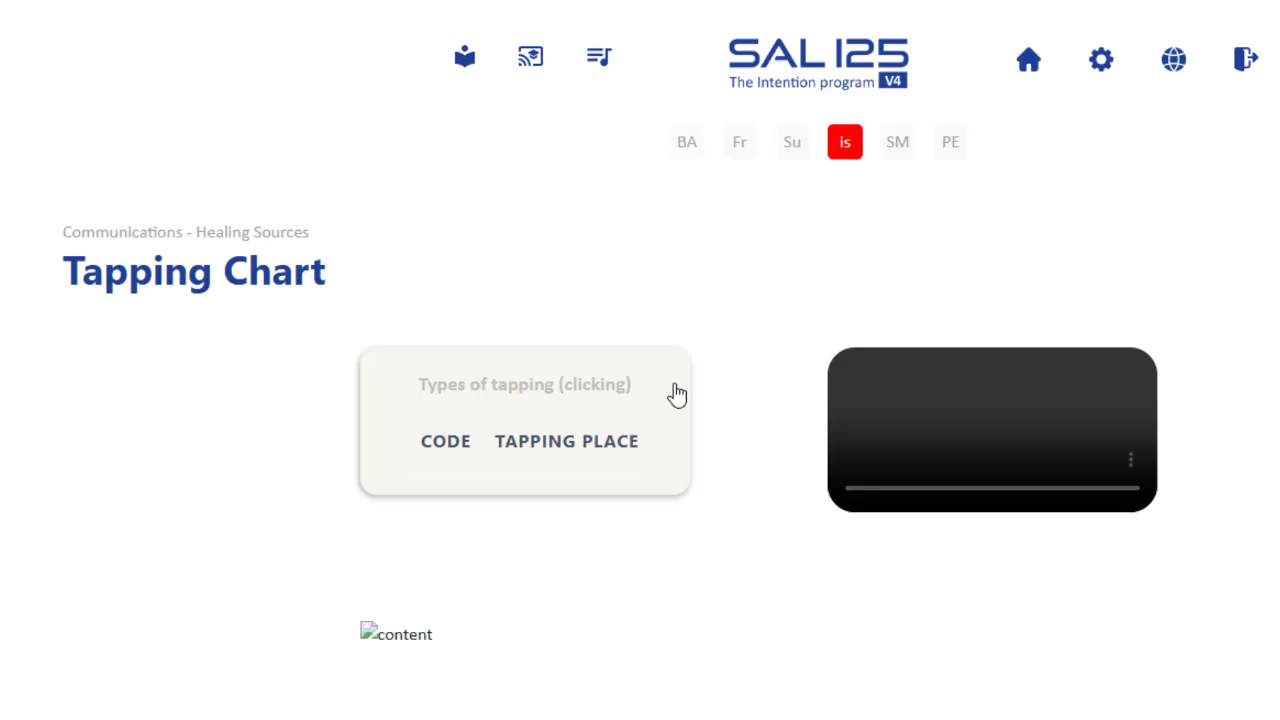 SAL 125
The Intention program V4
BA Fr Su is SM PE
Communications - Healing Sources
Tapping Chart
Types of tapping (clicking)
CODE TAPPING PLACE
content